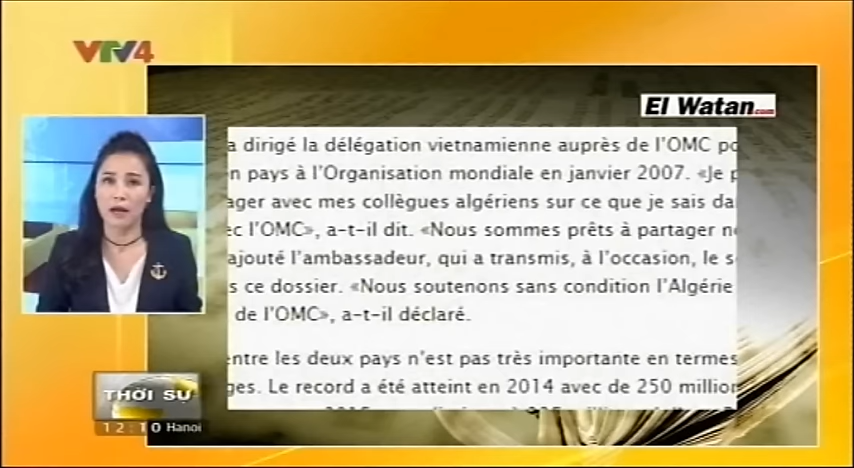 VTV4
El Watan.com
a dirigé la délégation vietnamienne auprès de l'OMC po
en pays à l'Organisation mondiale en janvier 2007. «Je p
ager avec mes collègues algériens sur ce que je sais da
ec l'OMC», a-t-il dit. «Nous sommes prêts à partager n
ajouté l'ambassadeur, qui a transmis, à l'occasion, le s
s ce dossier. «Nous soutenons sans condition l'Algérie
de l'OMC», a-t-il déclaré.
entre les deux pays n'est pas très importante en termes
ges. Le record a été atteint en 2014 avec de 250 million
THỜI SỰ
12:10 Hanoi